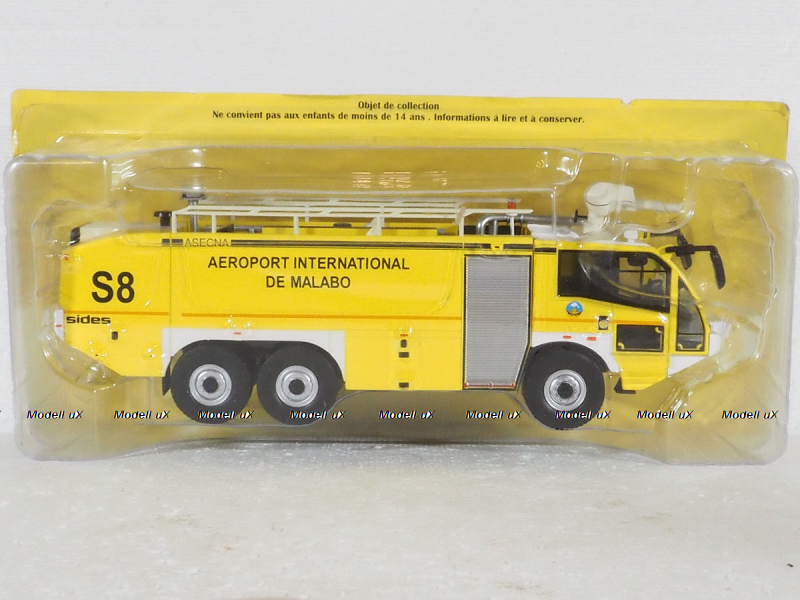 Objet de collection
Ne convient pas aux enfants de moins de 14 ans . Informations à lire et à conserver.
ASECNA
AEROPORT INTERNATIONAL
DE MALABO
S8
sides
Modell uX Modell uX Modell uX Modell uX Modell uX Modell uX Modell uX Modell uX Modell uX